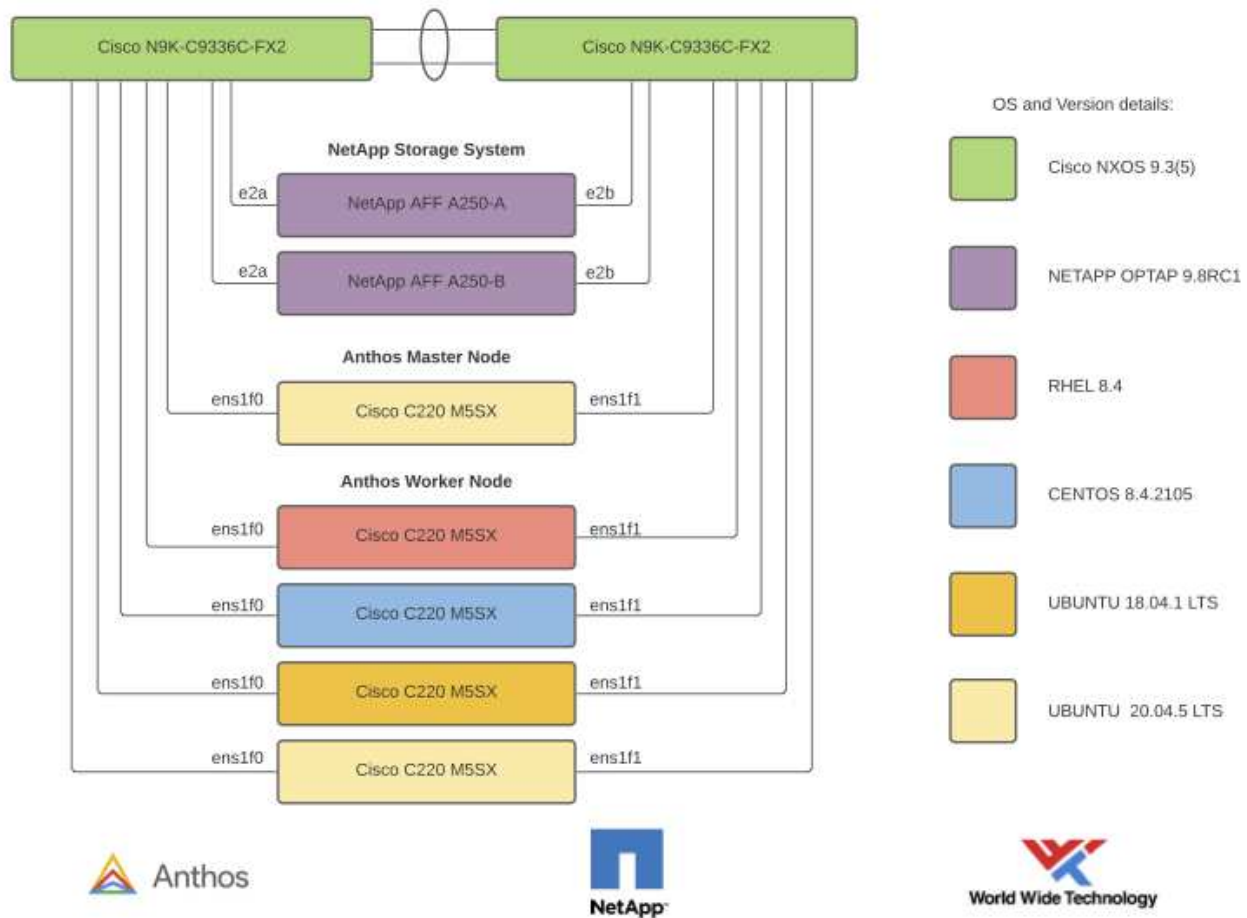 Cisco N9K-C9336C-FX2
Cisco N9K-C9336C-FX2
OS and Version details:
NetApp Storage System
e2a
NetApp AFF A250-A
e2b
e2a
NetApp AFF A250-B
e2b
Anthos Master Node
ens1f0
Cisco C220 M5SX
ens1f1
Anthos Worker Node
ens1f0
Cisco C220 M5SX
ens1f1
ens1f0
Cisco C220 M5SX
ens1f1
ens1f0
Cisco C220 M5SX
ens1f1
ens1f0
Cisco C220 M5SX
ens1f1
Cisco NXOS 9.3(5)
NETAPP OPTAP 9.8RC1
RHEL 8.4
CENTOS 8.4.2105
UBUNTU 18.04.1 LTS
UBUNTU 20.04.5 LTS
Anthos
NetApp
World Wide Technology